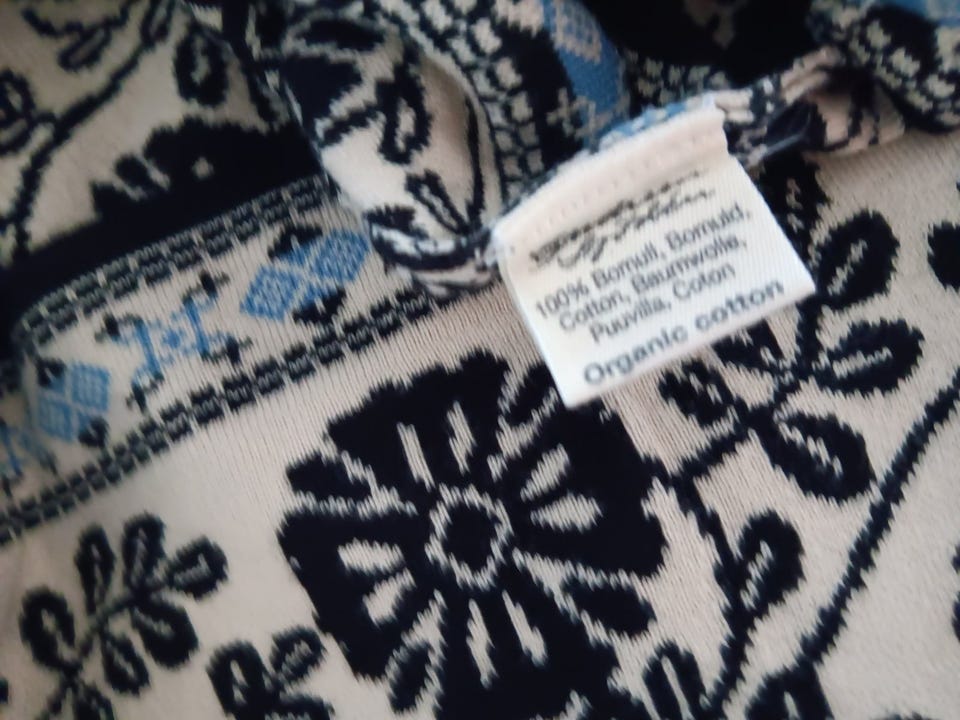 100% Bomull, Bomuld,
Cotton, Baumwolle,
Puuvilla, Coton
Organic cotton